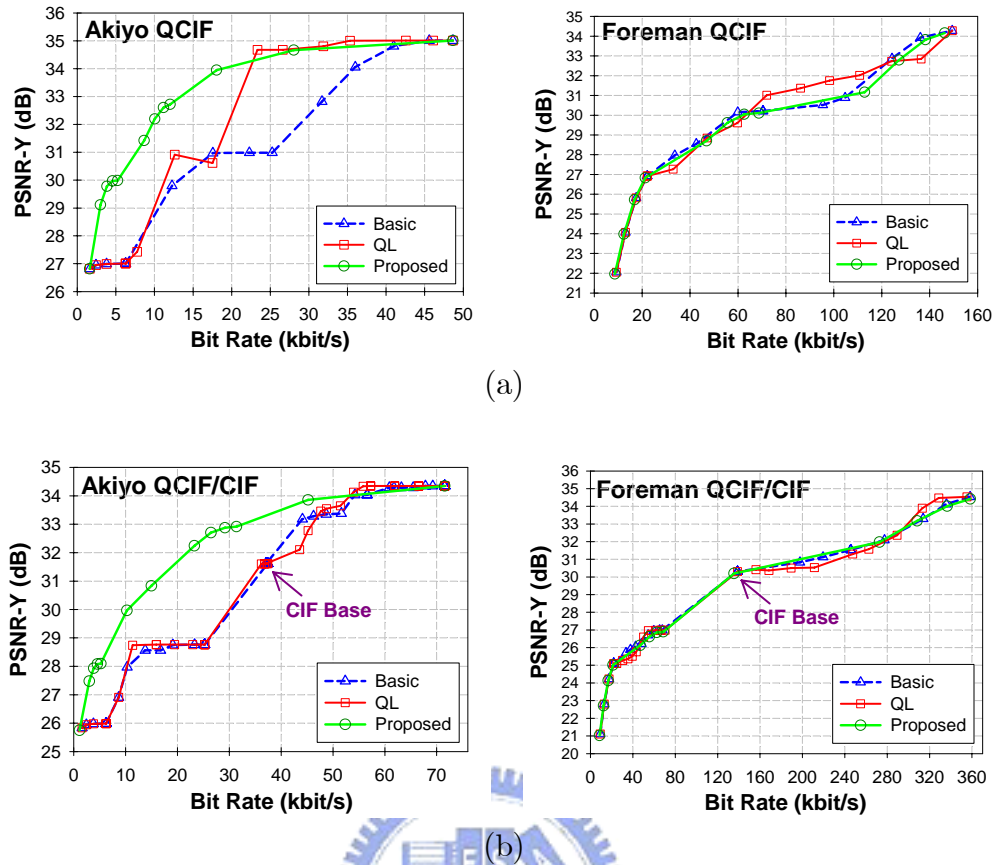 Akiyo QCIF
PSNR-Y (dB)
36
35
34
33
32
31
30
29
28
27
26
0 5 10 15 20 25 30 35 40 45 50
Bit Rate (kbit/s)
Basic
QL
Proposed
Foreman QCIF
PSNR-Y (dB)
35
34
33
32
31
30
29
28
27
26
25
24
23
22
21
0 20 40 60 80 100 120 140 160
Bit Rate (kbit/s)
Basic
QL
Proposed
(a)
Akiyo QCIF/CIF
PSNR-Y (dB)
35
34
33
32
31
30
29
28
27
26
25
0 10 20 30 40 50 60 70
Bit Rate (kbit/s)
CIF Base
Basic
QL
Proposed
Foreman QCIF/CIF
PSNR-Y (dB)
36
35
34
33
32
31
30
29
28
27
26
25
24
23
22
21
20
0 40 80 120 160 200 240 280 320 360
Bit Rate (kbit/s)
CIF Base
Basic
QL
Proposed
(b)